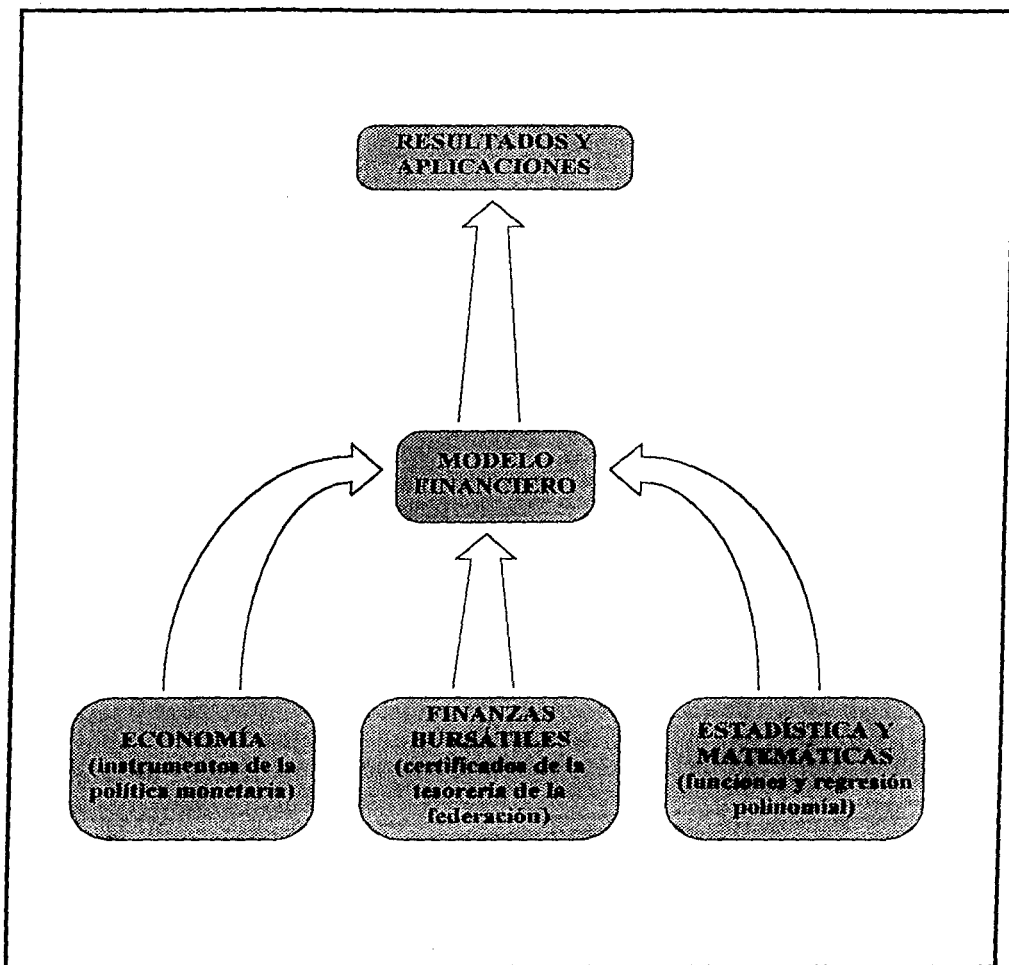 RESULTADOS Y
APLICACIONES
MODELO
FINANCIERO
ECONOMÍA
(instrumentos de la
política monetaria)
FINANZAS
BURSÁTILES
(certificados de la
tesorería de la
federación)
ESTADÍSTICA Y
MATEMÁTICAS
(funciones y regresión
polinomial)